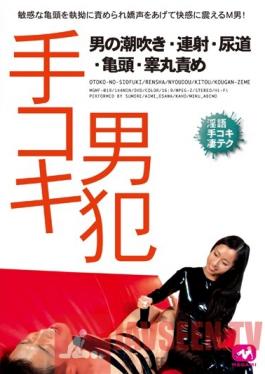 敏感な亀頭を執拗に責められ嬌声をあげて快感に震えるM男!
男の潮吹き・連射・尿道
・亀頭・睾丸責め
OTOKO-NO-SIOFUKI/RENSHA/NYOUDOU/KITOU/KOUGAN-ZEME
手コキ
男犯
淫語
手コキ
凄テク